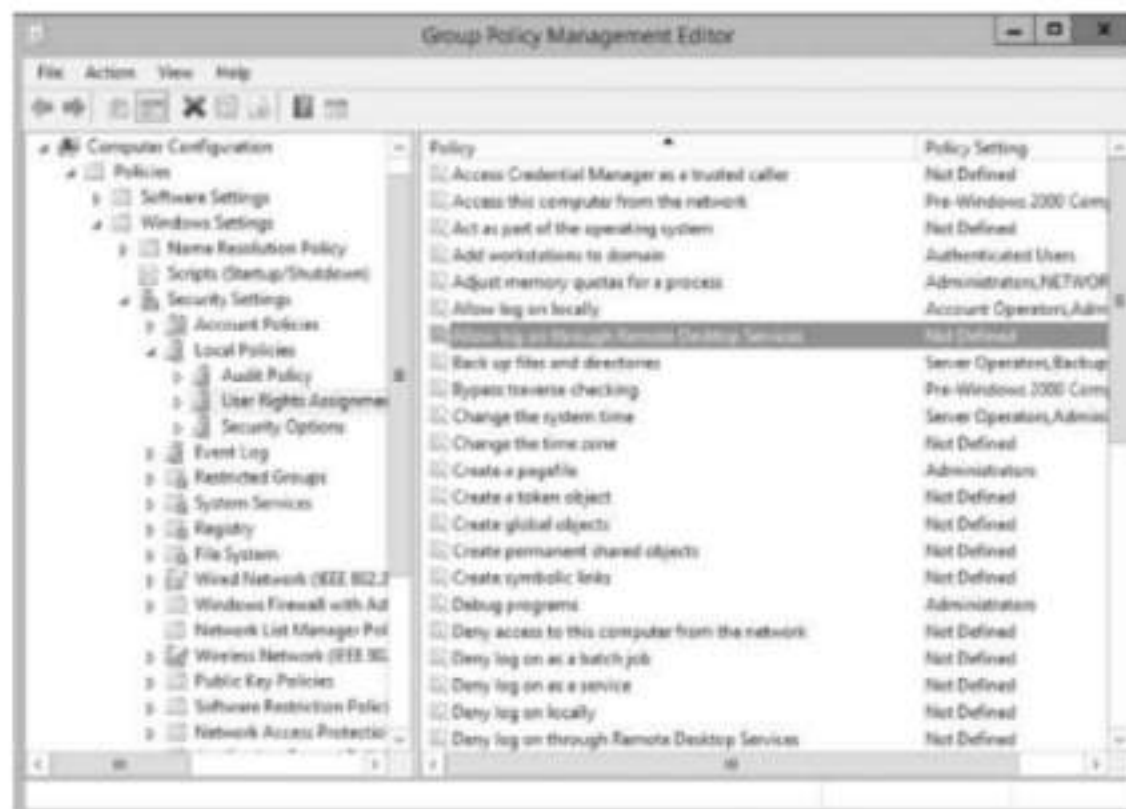 Group Policy Management Editor
File Action View Help
Computer Configuration
Policies
Software Settings
Windows Settings
Name Resolution Policy
Scripts (Startup/Shutdown)
Security Settings
Account Policies
Local Policies
Audit Policy
User Rights Assignme
Security Options
Event Log
Restricted Groups
System Services
Registry
File System
Wired Network (IEEE 802.3
Windows Firewall with Ad
Network List Manager Pol
Wireless Network (IEEE 802.
Public Key Policies
Software Restriction Polici
Network Access Protectio
Policy Policy Setting
Access Credential Manager as a trusted caller Not Defined
Access this computer from the network Pre-Windows 2000 Comp
Act as part of the operating system Not Defined
Add workstations to domain Authenticated Users
Adjust memory quotas for a process Administrators,NETWOR
Allow log on locally Account Operators,Adm
Allow log on through Remote Desktop Services Not Defined
Back up files and directories Server Operators,Backup
Bypass traverse checking Pre-Windows 2000 Comp
Change the system time Server Operators,Admini
Change the time zone Not Defined
Create a pagefile Administrators
Create a token object Not Defined
Create global objects Not Defined
Create permanent shared objects Not Defined
Create symbolic links Not Defined
Debug programs Administrators
Deny access to this computer from the network Not Defined
Deny log on as a batch job Not Defined
Deny log on as a service Not Defined
Deny log on locally Not Defined
Deny log on through Remote Desktop Services Not Defined